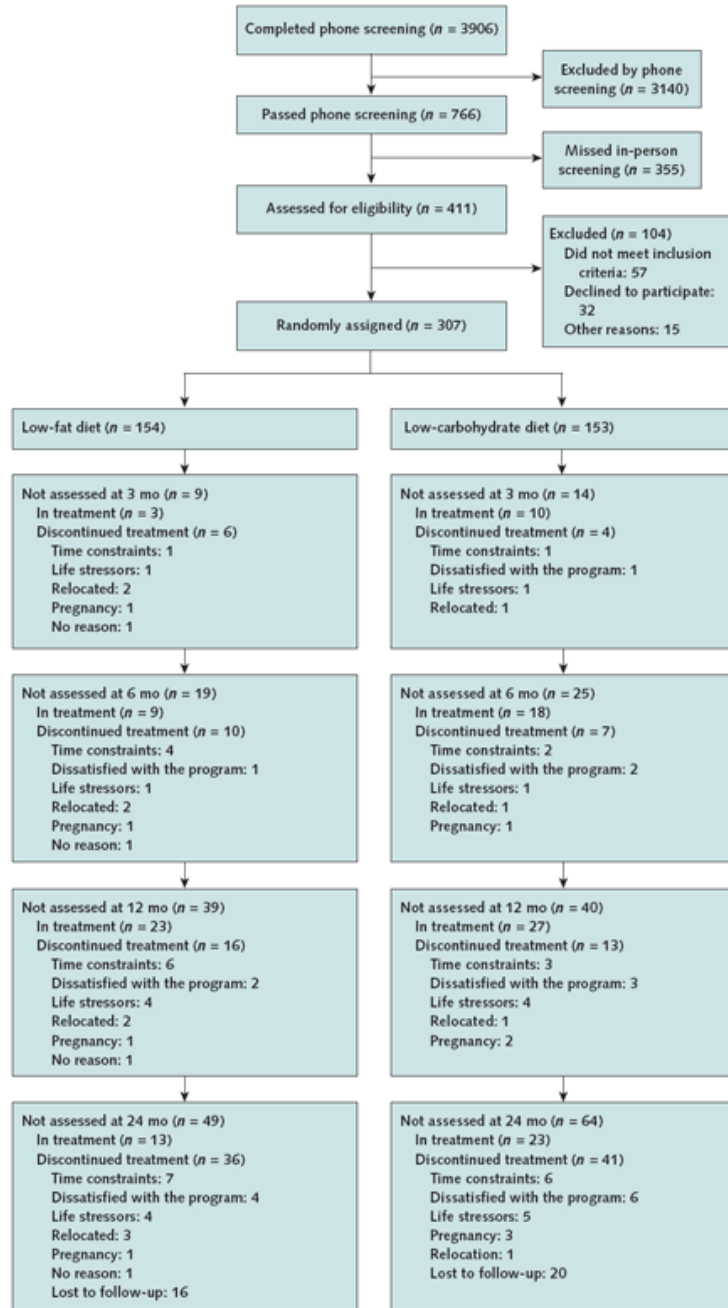 Completed phone screening (n = 3906)
Excluded by phone
screening (n = 3140)
Passed phone screening (n = 766)
Missed in-person
screening (n = 355)
Assessed for eligibility (n = 411)
Excluded (n = 104)
Did not meet inclusion
criteria: 57
Declined to participate:
32
Other reasons: 15
Randomly assigned (n = 307)
Low-fat diet (n = 154)
Not assessed at 3 mo (n = 9)
In treatment (n = 3)
Discontinued treatment (n = 6)
Time constraints: 1
Life stressors: 1
Relocated: 2
Pregnancy: 1
No reason: 1
Not assessed at 6 mo (n = 19)
In treatment (n = 9)
Discontinued treatment (n = 10)
Time constraints: 4
Dissatisfied with the program: 1
Life stressors: 1
Relocated: 2
Pregnancy: 1
No reason: 1
Not assessed at 12 mo (n = 39)
In treatment (n = 23)
Discontinued treatment (n = 16)
Time constraints: 6
Dissatisfied with the program: 2
Life stressors: 4
Relocated: 2
Pregnancy: 1
No reason: 1
Not assessed at 24 mo (n = 49)
In treatment (n = 13)
Discontinued treatment (n = 36)
Time constraints: 7
Dissatisfied with the program: 4
Life stressors: 4
Relocated: 3
Pregnancy: 1
No reason: 1
Lost to follow-up: 16
Low-carbohydrate diet (n = 153)
Not assessed at 3 mo (n = 14)
In treatment (n = 10)
Discontinued treatment (n = 4)
Time constraints: 1
Dissatisfied with the program: 1
Life stressors: 1
Relocated: 1
Not assessed at 6 mo (n = 25)
In treatment (n = 18)
Discontinued treatment (n = 7)
Time constraints: 2
Dissatisfied with the program: 2
Life stressors: 1
Relocated: 1
Pregnancy: 1
Not assessed at 12 mo (n = 40)
In treatment (n = 27)
Discontinued treatment (n = 13)
Time constraints: 3
Dissatisfied with the program: 3
Life stressors: 4
Relocated: 1
Pregnancy: 2
Not assessed at 24 mo (n = 64)
In treatment (n = 23)
Discontinued treatment (n = 41)
Time constraints: 6
Dissatisfied with the program: 6
Life stressors: 5
Pregnancy: 3
Relocation: 1
Lost to follow-up: 20